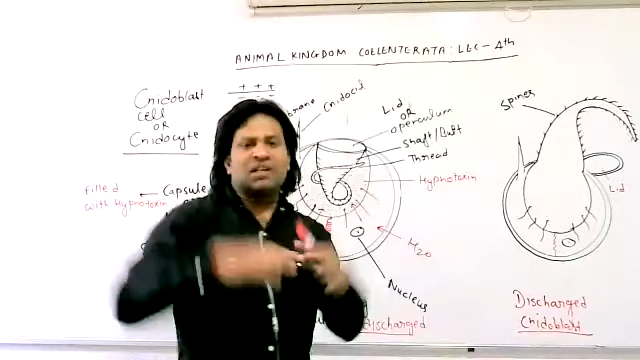 ANIMAL KINGDOM COELENTERATA: LEC-4th
Cnidoblast
cell
OR
Cnidocyte
+ + +
Cnidocil
Lid
OR
operculum
Shaft/Butt
Thread
Hypnotoxin
filled
with Hypnotoxin
Capsule
H2O
Nucleus
Discharged
Spines
Lid
Discharged
Cnidoblast